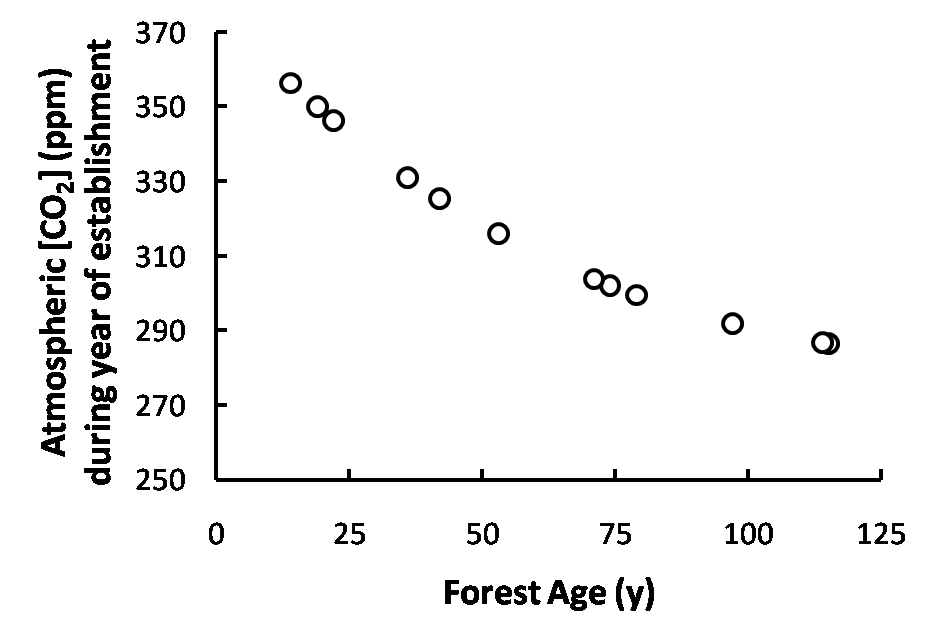 Atmospheric [CO₂] (ppm)
during year of establishment
370
350
330
310
290
270
250
0 25 50 75 100 125
Forest Age (y)